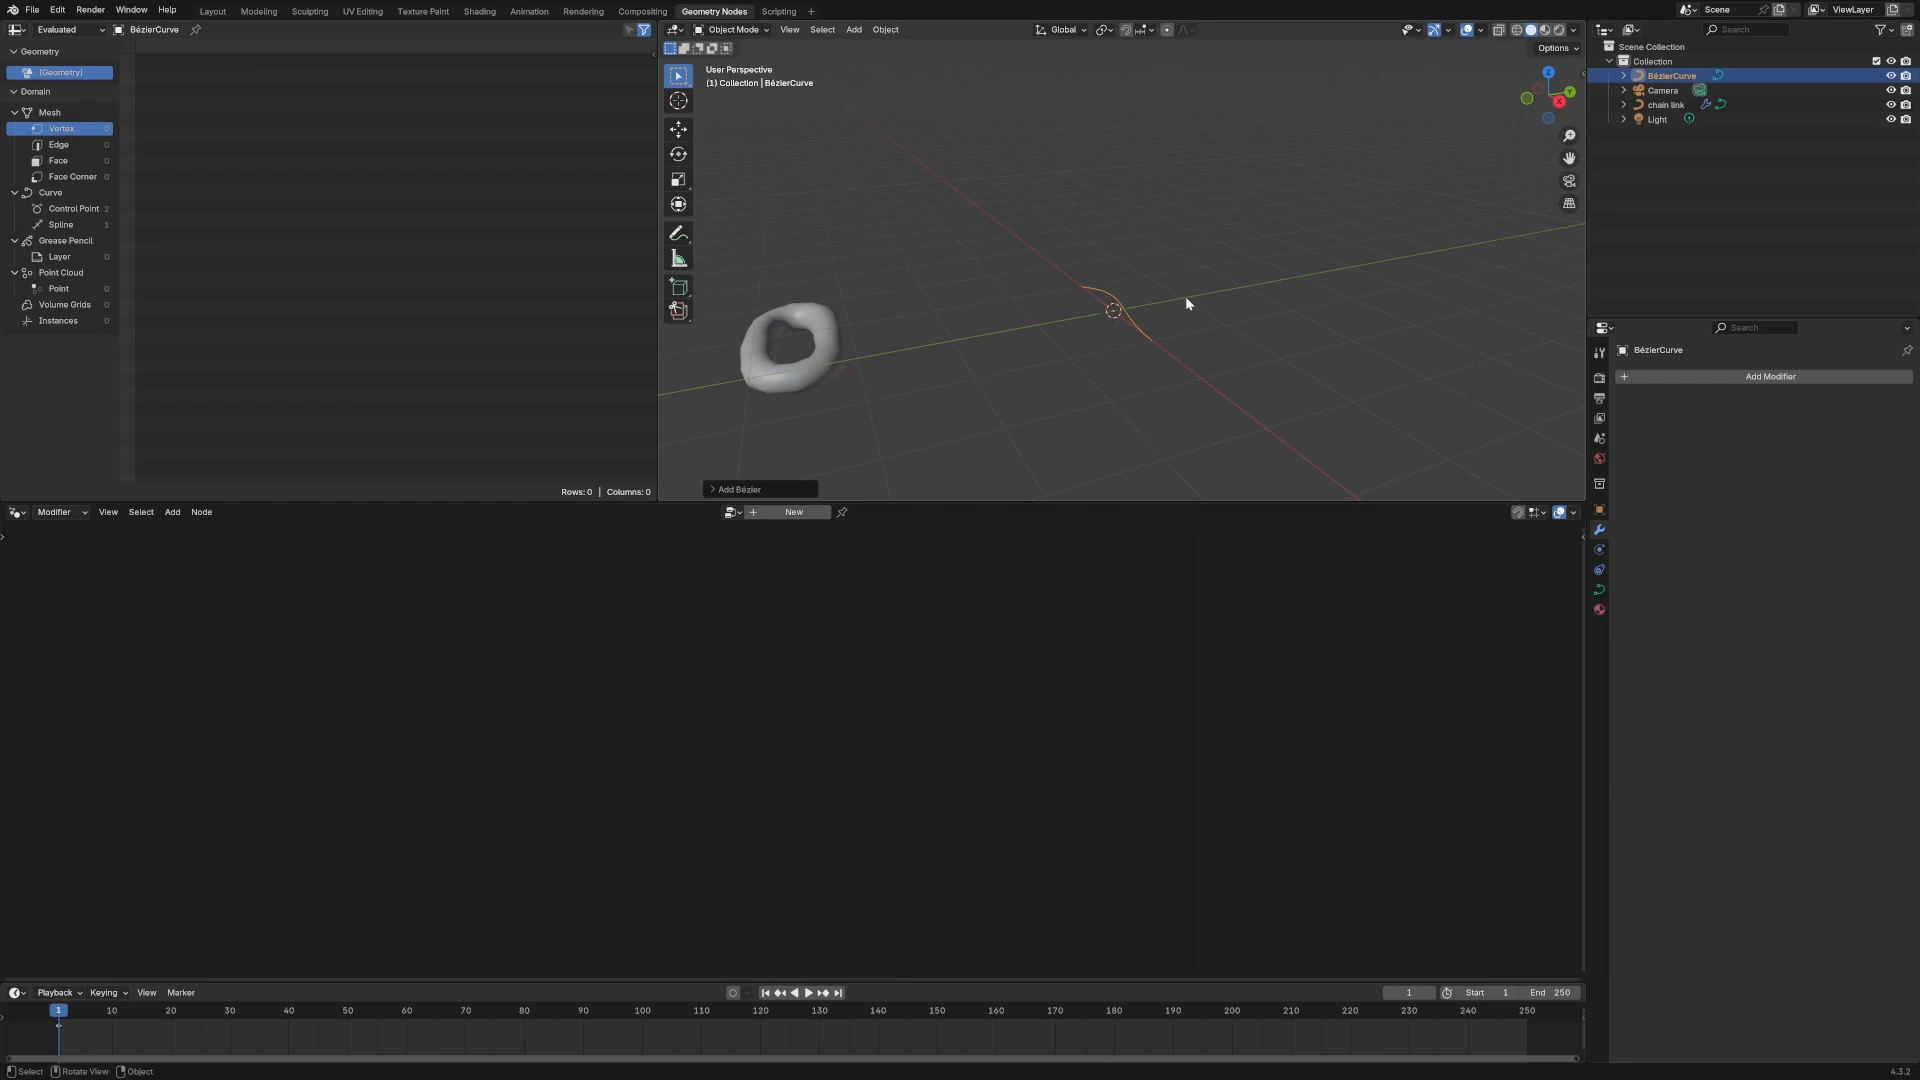 File Edit Render Window Help Layout Modeling Sculpting UV Editing Texture Paint Shading Animation Rendering Compositing Geometry Nodes Scripting + Scene ViewLayer
Evaluated BézierCurve
Geometry
(Geometry)
Domain
Mesh
Vertex 0
Edge 0
Face 0
Face Corner 0
Curve
Control Point 2
Spline 1
Grease Pencil
Layer 0
Point Cloud
Point 0
Volume Grids 0
Instances 0
Rows: 0 | Columns: 0
Object Mode View Select Add Object Global
Options
User Perspective
(1) Collection | BézierCurve
Z
Y
X
Add Bézier
Search
Scene Collection
Collection
BézierCurve
Camera
chain link
Light
Search
BézierCurve
+ Add Modifier
Modifier View Select Add Node + New
Playback Keying View Marker 1 Start 1 End 250
1 10 20 30 40 50 60 70 80 90 100 110 120 130 140 150 160 170 180 190 200 210 220 230 240 250
Select Rotate View Object 4.3.2